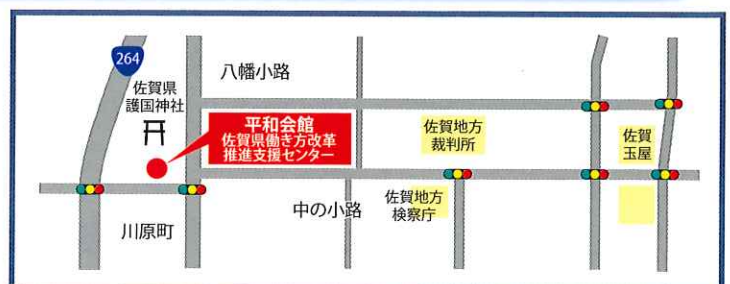 264
八幡小路
佐賀県
護国神社
平和会館
佐賀県働き方改革
推進支援センター
佐賀地方
裁判所
佐賀
玉屋
中の小路
佐賀地方
検察庁
川原町